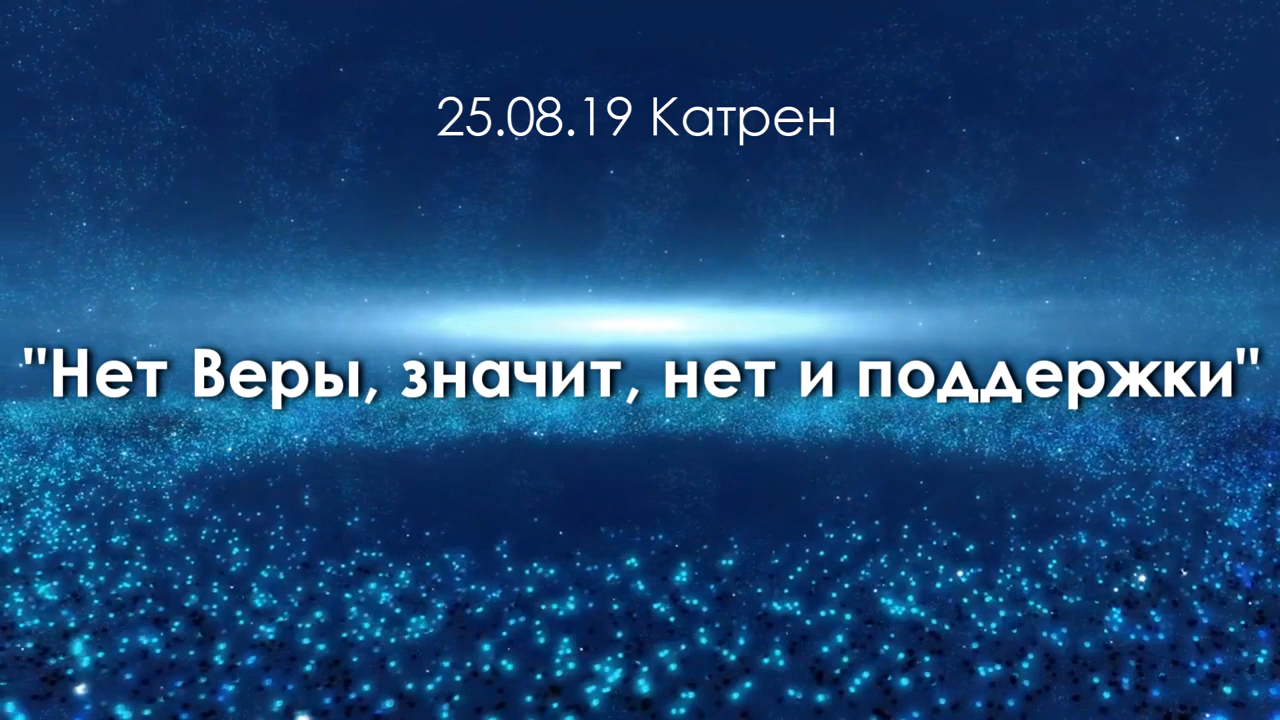 25.08.19 Катрен
"Нет Веры, значит, нет и поддержки"